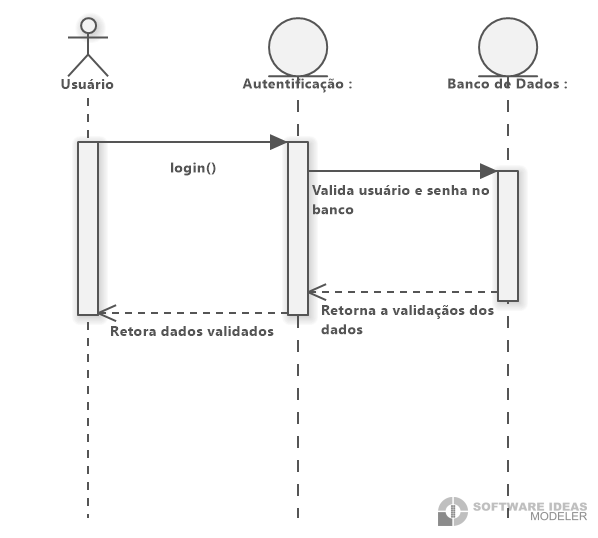 Usuário
Autentificação :
Banco de Dados :
login()
Valida usuário e senha no
banco
Retorna a validaçãos dos
dados
Retora dados validados
SOFTWARE IDEAS
MODELER